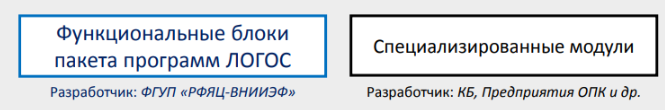 Функциональные блоки
пакета программ ЛОГОС
Разработчик: ФГУП «РФЯЦ-ВНИИЭФ»
Специализированные модули
Разработчик: КБ, Предприятия ОПК и др.